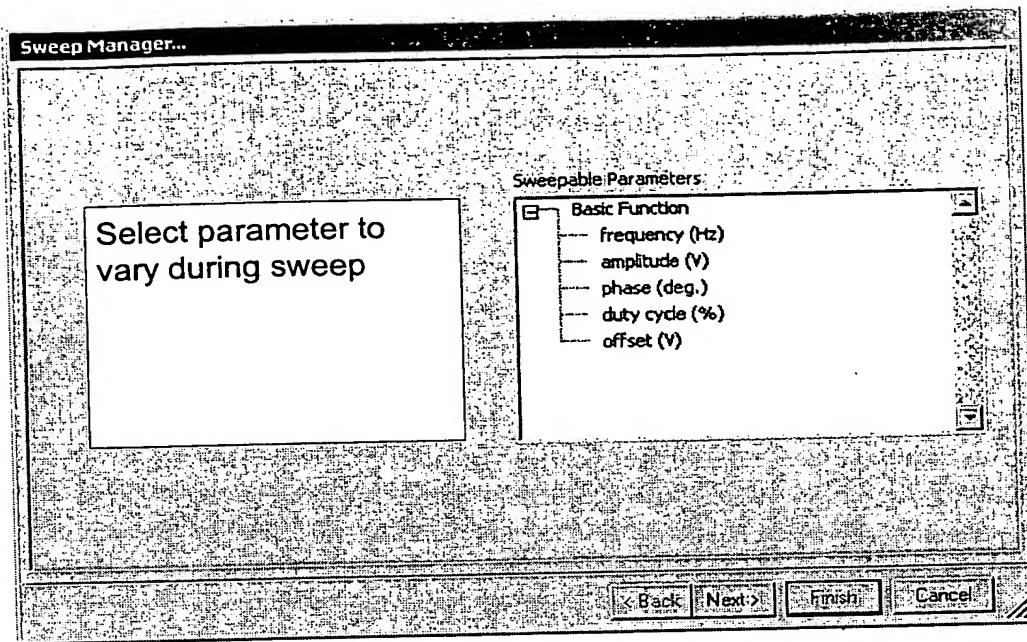 Sweep Manager...
Select parameter to
vary during sweep
Sweepable Parameters
Basic Function
frequency (Hz)
amplitude (V)
phase (deg.)
duty cycle (%)
offset (V)
< Back Next > Finish Cancel